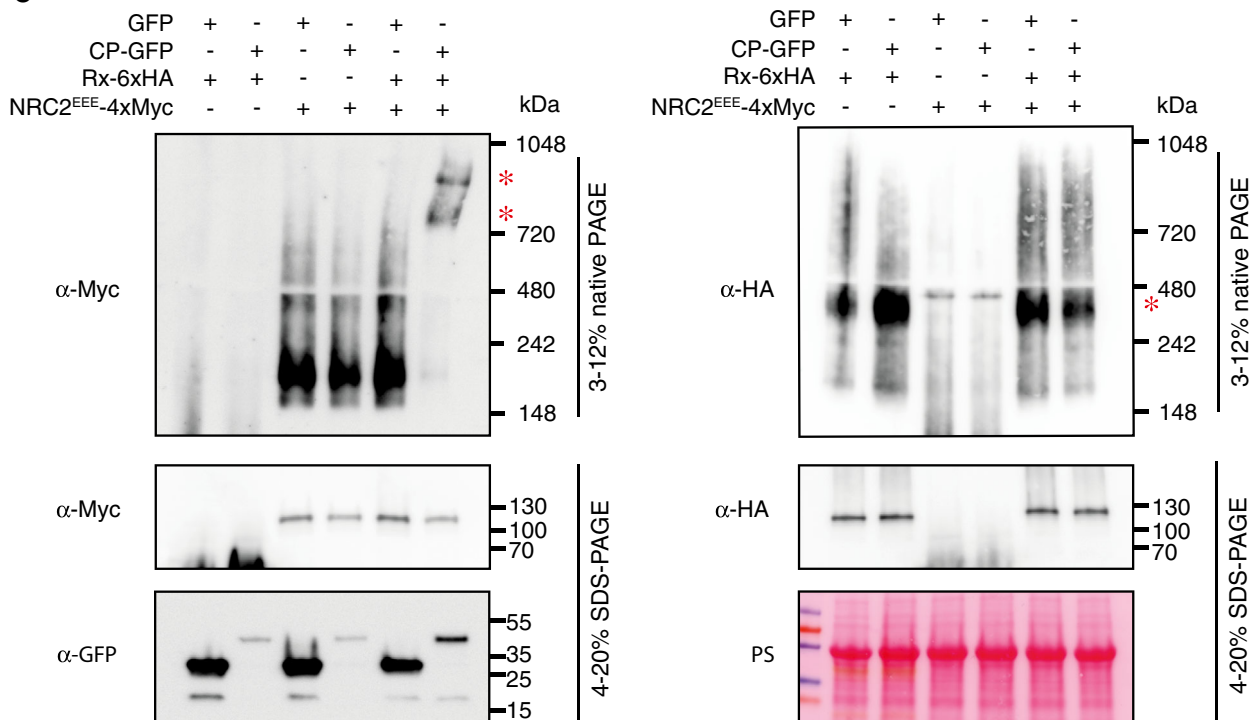 GFP + - + - + -
CP-GFP - + - + - +
Rx-6xHA + + - - + +
NRC2EEE-4xMyc - - + + + +
kDa
α-Myc
1048
*
*
720
480
242
148
3-12% native PAGE
α-Myc
130
100
70
α-GFP
55
35
25
15
4-20% SDS-PAGE
GFP + - + - + -
CP-GFP - + - + - +
Rx-6xHA + + - - + +
NRC2EEE-4xMyc - - + + + +
kDa
α-HA
1048
720
480
*
242
148
3-12% native PAGE
α-HA
130
100
70
PS
4-20% SDS-PAGE